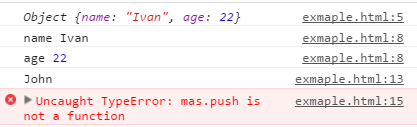 Object {name: "Ivan", age: 22} exmaple.html:5
name Ivan exmaple.html:8
age 22 exmaple.html:8
John exmaple.html:13
Uncaught TypeError: mas.push is exmaple.html:15
not a function